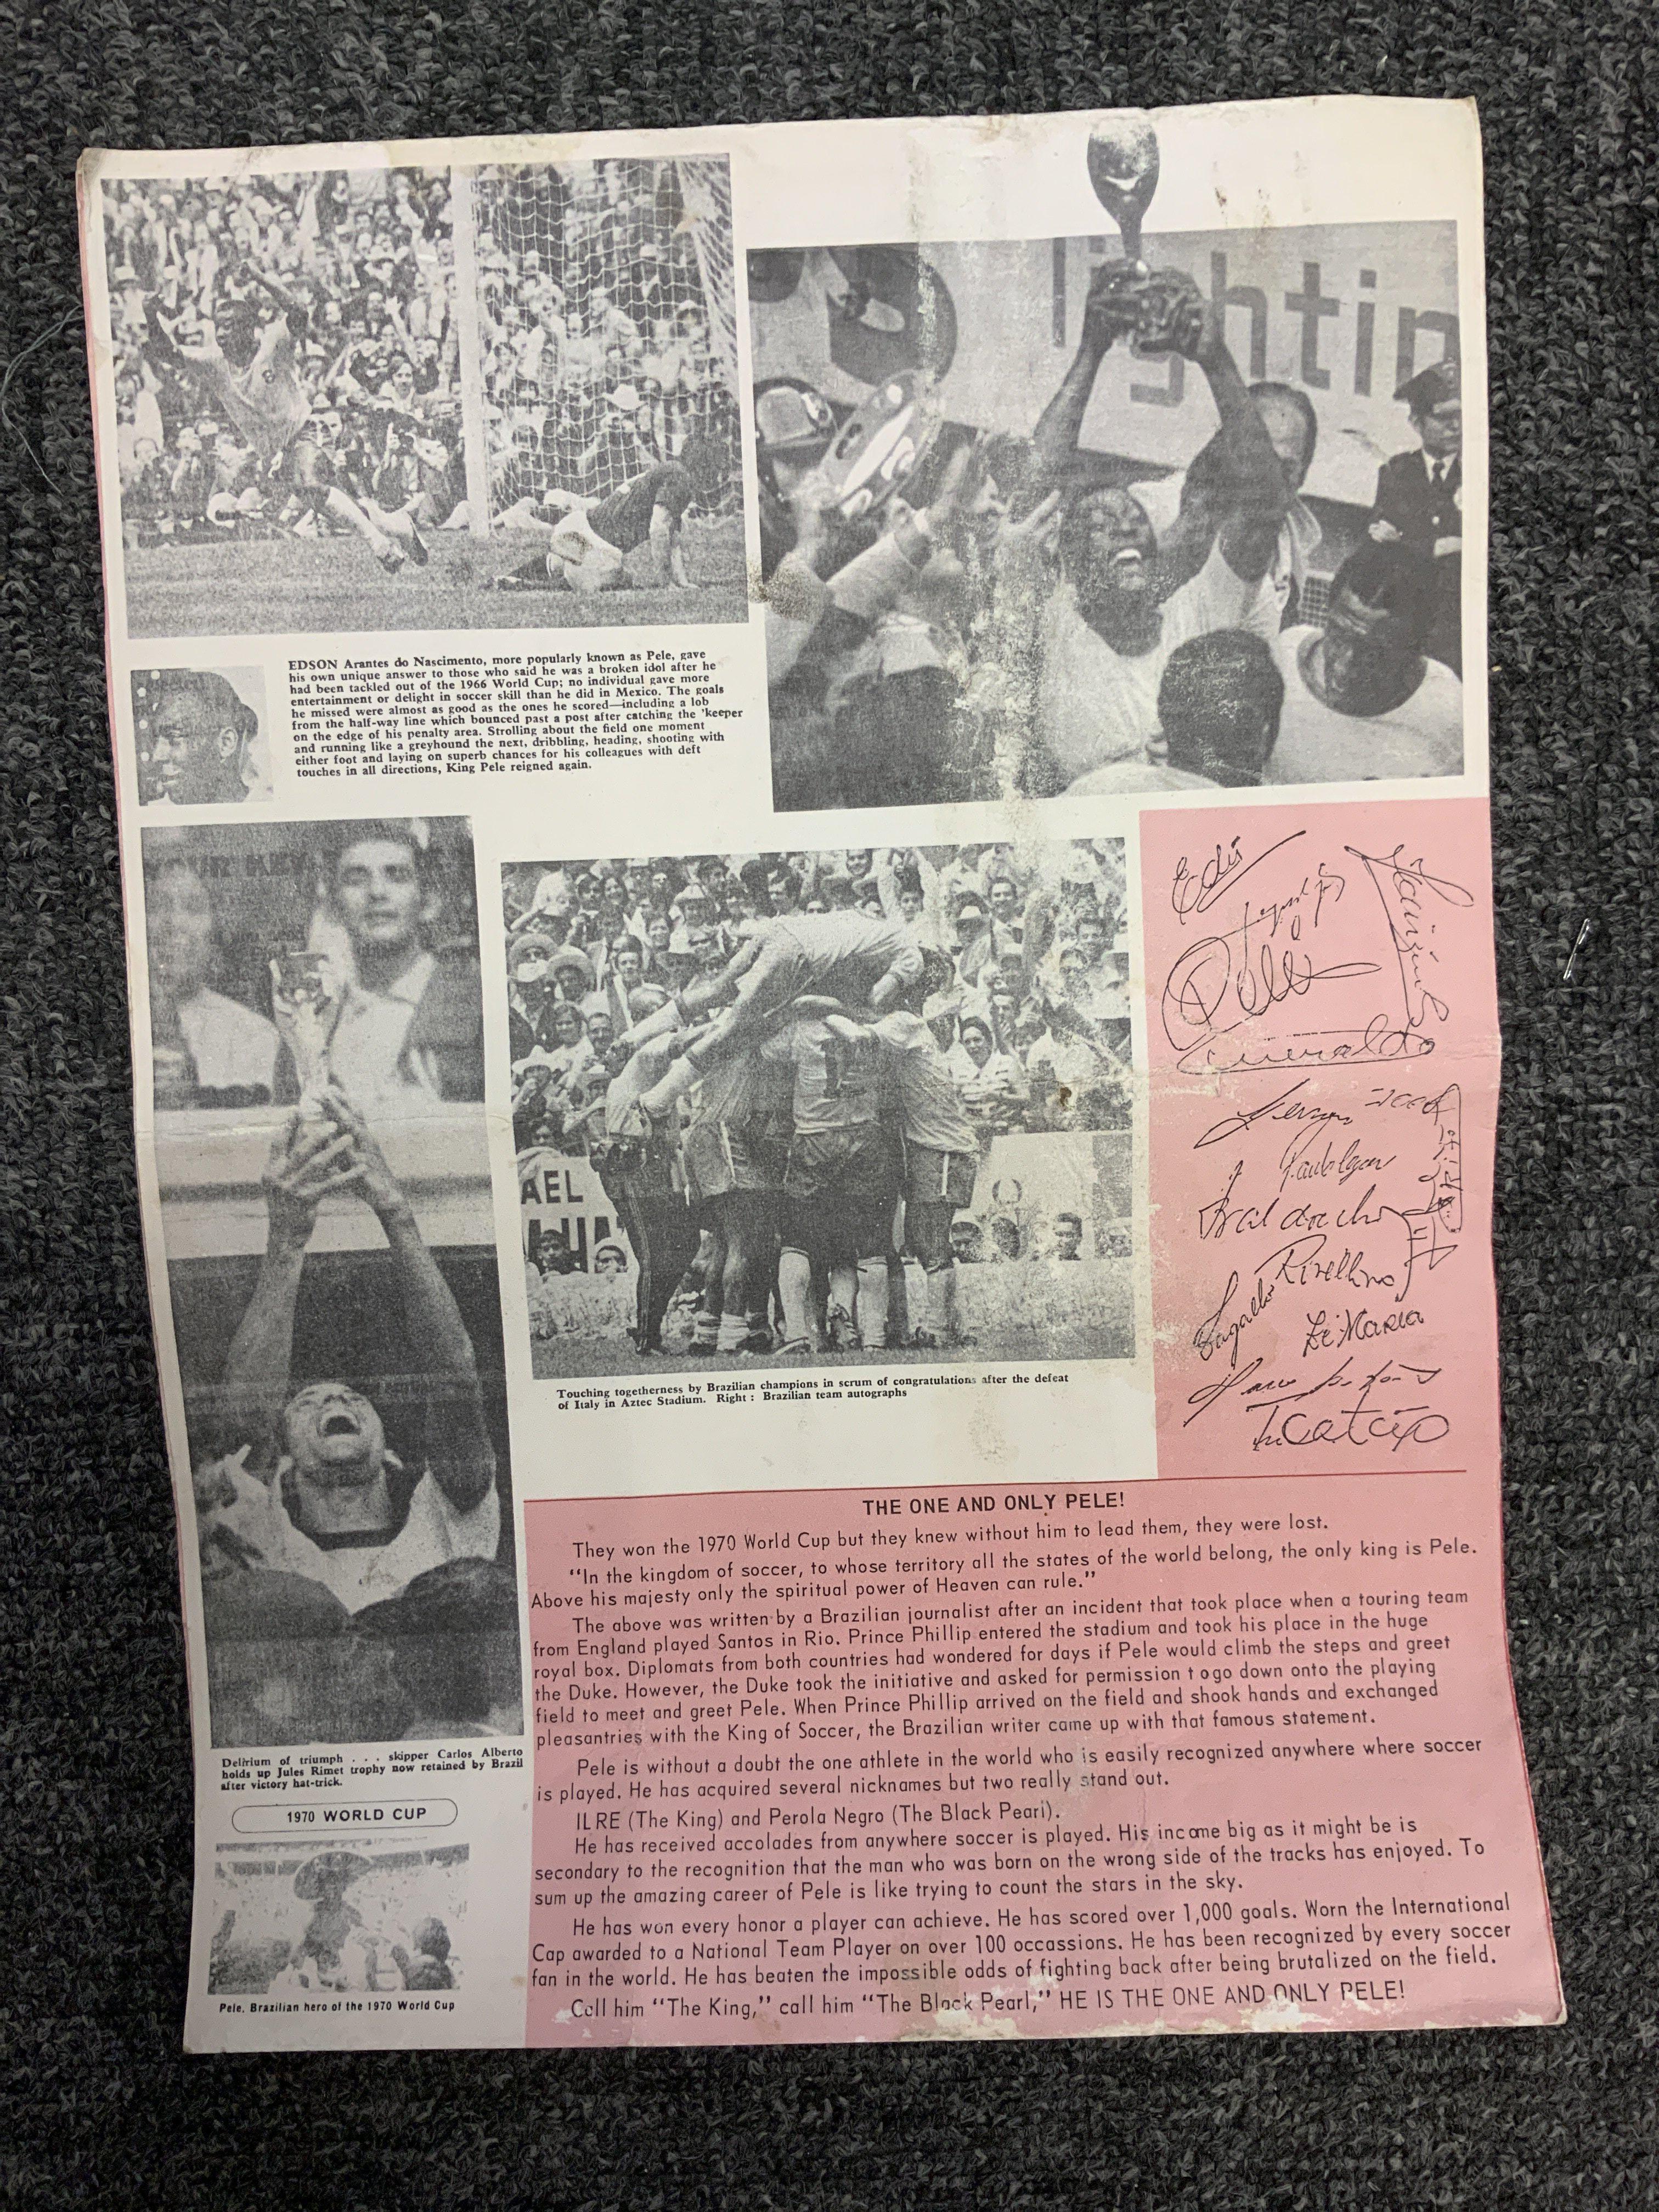 lightin
EDSON Arantes do Nascimento, more popularly known as Pele, gave
his own unique answer to those who said he was a broken idol after he
had been tackled out of the 1966 World Cup; no individual gave more
entertainment or delight in soccer skill than he did in Mexico. The goals
he missed were almost as good as the ones he scored—including a lob
from the half-way line which bounced past a post after catching the 'keeper
on the edge of his penalty area. Strolling about the field one moment
and running like a greyhound the next, dribbling, heading, shooting with
either foot and laying on superb chances for his colleagues with deft
touches in all directions, King Pele reigned again.
Edis
Pelé
Everaldo
Baldocchi
Rivellino
Zagallo
Zé Maria
AEL
Touching togetherness by Brazilian champions in scrum of congratulations after the defeat
of Italy in Aztec Stadium. Right : Brazilian team autographs
Delirium of triumph . . . skipper Carlos Alberto
holds up Jules Rimet trophy now retained by Brazil
after victory hat-trick.
1970 WORLD CUP
Pele, Brazilian hero of the 1970 World Cup
THE ONE AND ONLY PELE!
They won the 1970 World Cup but they knew without him to lead them, they were lost.
"In the kingdom of soccer, to whose territory all the states of the world belong, the only king is Pele.
Above his majesty only the spiritual power of Heaven can rule."
The above was written by a Brazilian journalist after an incident that took place when a touring team
from England played Santos in Rio. Prince Phillip entered the stadium and took his place in the huge
royal box. Diplomats from both countries had wondered for days if Pele would climb the steps and greet
the Duke. However, the Duke took the initiative and asked for permission t ogo down onto the playing
field to meet and greet Pele. When Prince Phillip arrived on the field and shook hands and exchanged
pleasantries with the King of Soccer, the Brazilian writer came up with that famous statement.
Pele is without a doubt the one athlete in the world who is easily recognized anywhere where soccer
is played. He has acquired several nicknames but two really stand out.
ILRE (The King) and Perola Negro (The Black Pearl).
He has received accolades from anywhere soccer is played. His income big as it might be is
secondary to the recognition that the man who was born on the wrong side of the tracks has enjoyed. To
sum up the amazing career of Pele is like trying to count the stars in the sky.
He has won every honor a player can achieve. He has scored over 1,000 goals. Worn the International
Cap awarded to a National Team Player on over 100 occassions. He has been recognized by every soccer
fan in the world. He has beaten the impossible odds of fighting back after being brutalized on the field.
Call him "The King," call him "The Black Pearl," HE IS THE ONE AND ONLY PELE!